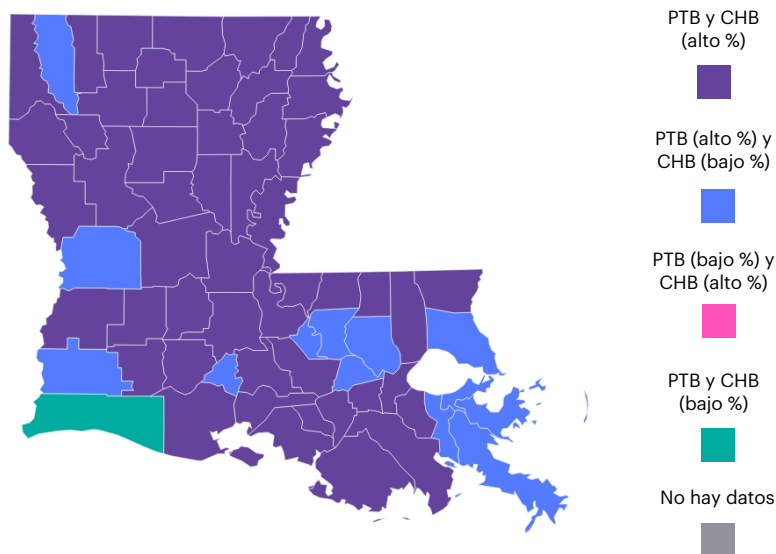 PTB y CHB
(alto %)
PTB (alto %) y
CHB (bajo %)
PTB (bajo %) y
CHB (alto %)
PTB y CHB
(bajo %)
No hay datos